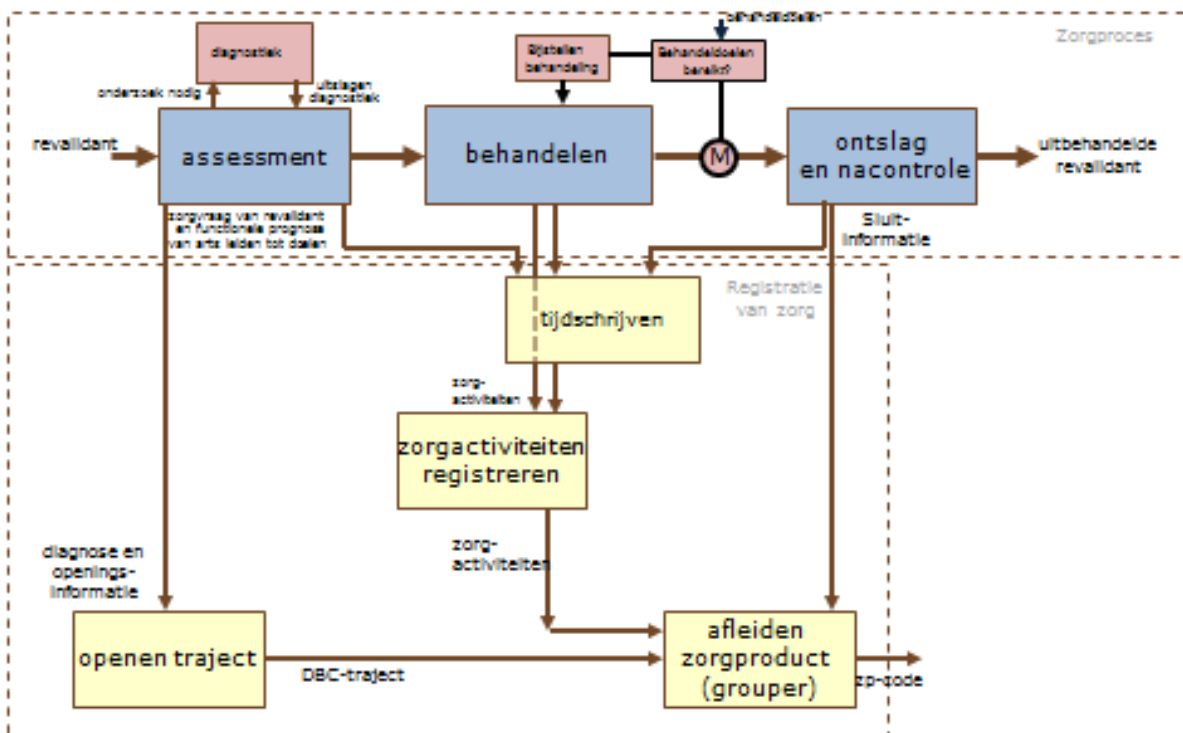 behandeldoelen
Zorgproces
diagnostiek
Bijstellen
behandeling
Behandeldoelen
bereikt?
onderzoek nodig
uitslagen
diagnostiek
revalidant
assessment
behandelen
M
ontslag
en nacontrole
uitbehandelde
revalidant
zorgvraag van revalidant
en functionele prognose
van arts leiden tot doelen
Sluit-
informatie
Registratie
van zorg
tijdschrijven
zorg-
activiteiten
zorgactiviteiten
registreren
diagnose en
openings-
informatie
zorg-
activiteiten
openen traject
DBC-traject
afleiden
zorgproduct
(grouper)
zp-code